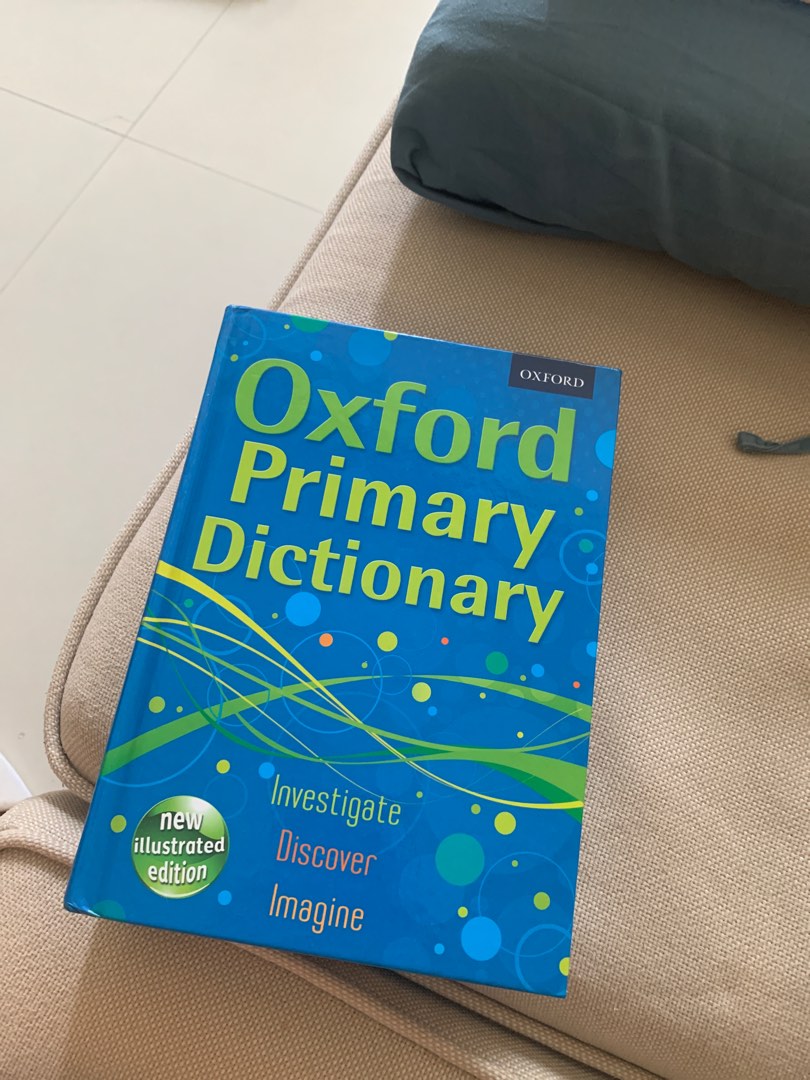 OXFORD
Oxford
Primary
Dictionary
Investigate
Discover
Imagine
new
illustrated
edition